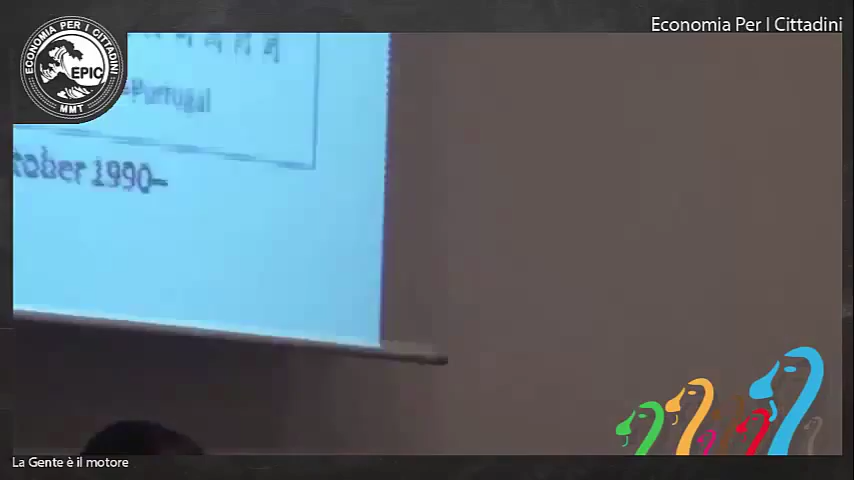 Economia Per I Cittadini
ECONOMIA PER I CITTADINI
EPIC
MMT
Portugal
tober 1990–
La Gente è il motore